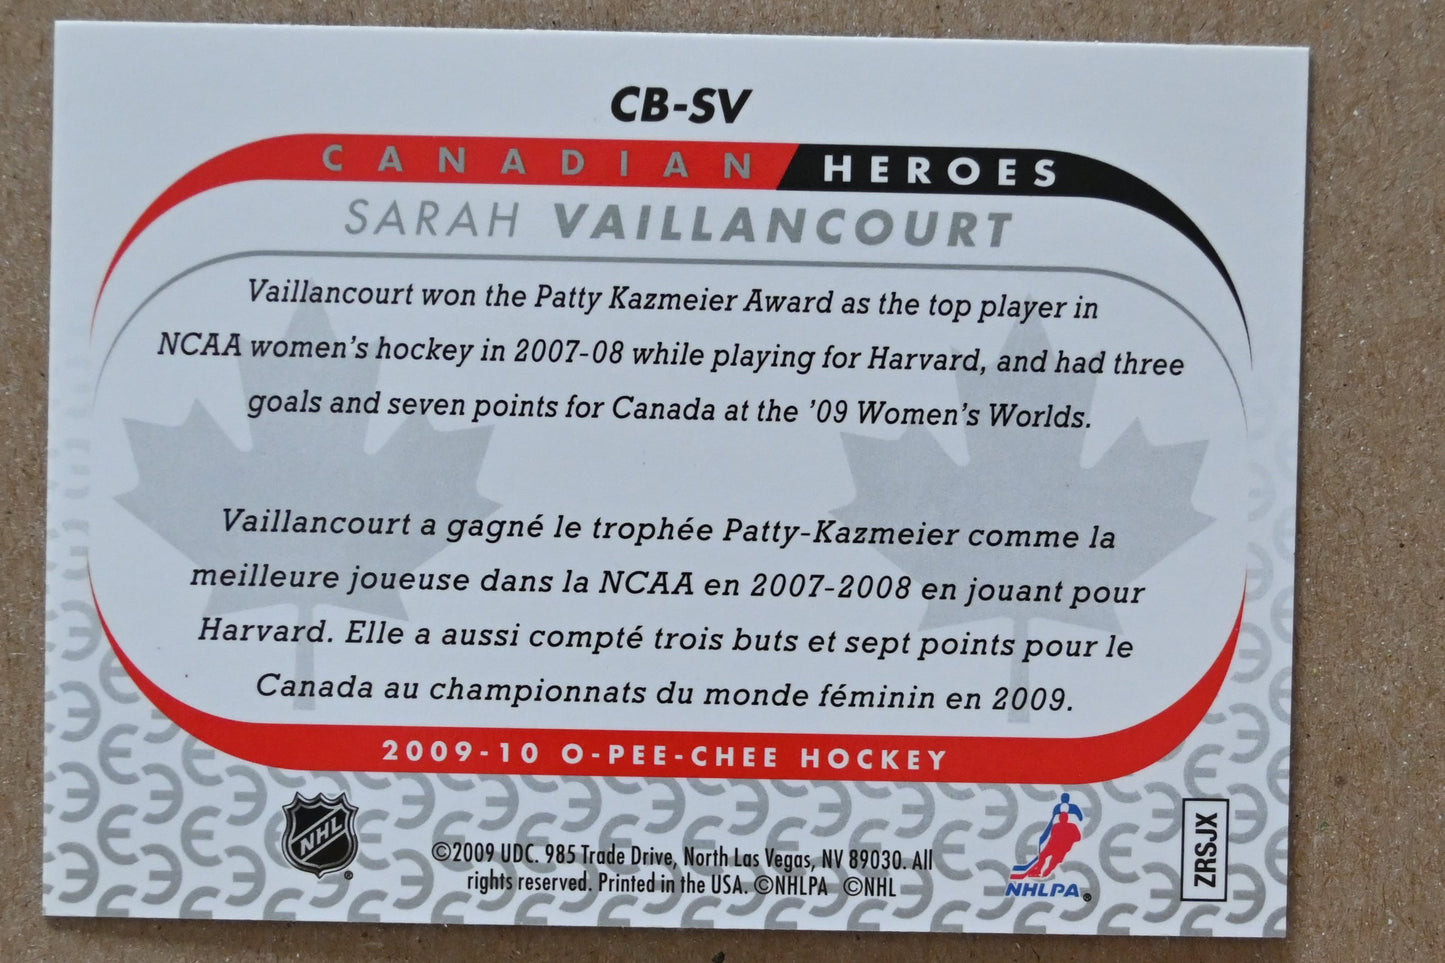 CB-SV
CANADIAN HEROES
SARAH VAILLANCOURT
Vaillancourt won the Patty Kazmeier Award as the top player in
NCAA women's hockey in 2007-08 while playing for Harvard, and had three
goals and seven points for Canada at the '09 Women's Worlds.
Vaillancourt a gagné le trophée Patty-Kazmeier comme la
meilleure joueuse dans la NCAA en 2007-2008 en jouant pour
Harvard. Elle a aussi compté trois buts et sept points pour le
Canada au championnats du monde féminin en 2009.
2009-10 O-PEE-CHEE HOCKEY
NHL®
©2009 UDC. 985 Trade Drive, North Las Vegas, NV 89030. All
rights reserved. Printed in the USA. ©NHLPA ©NHL
NHLPA®
ZRSJX